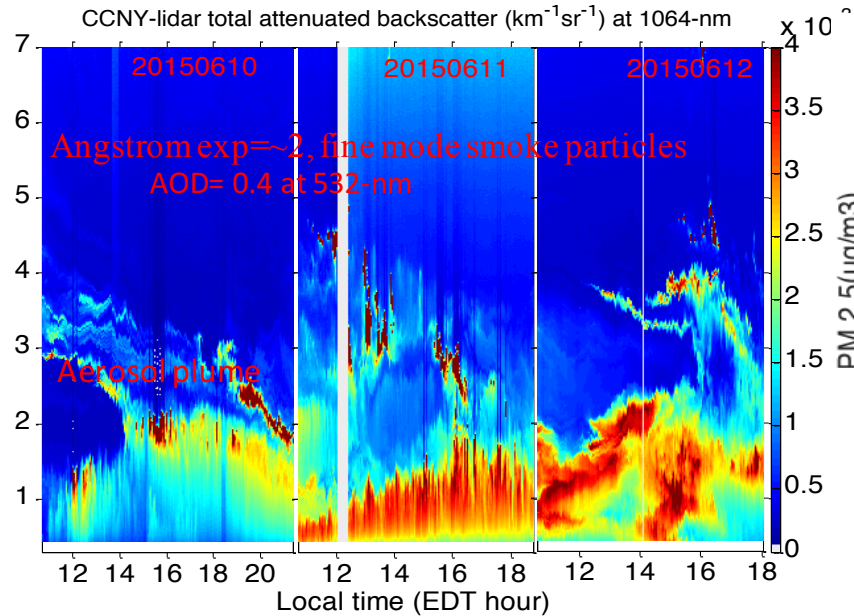 CCNY-lidar total attenuated backscatter (km⁻¹sr⁻¹) at 1064-nm
x 10
20150610
20150611
20150612
Angstrom exp=~2, fine mode smoke particles
AOD= 0.4 at 532-nm
Aerosol plume
7
6
5
4
3
2
1
12 14 16 18 20
12 14 16 18
12 14 16 18
Local time (EDT hour)
4
3.5
3
2.5
2
1.5
1
0.5
0
PM 2.5(ug/m3)